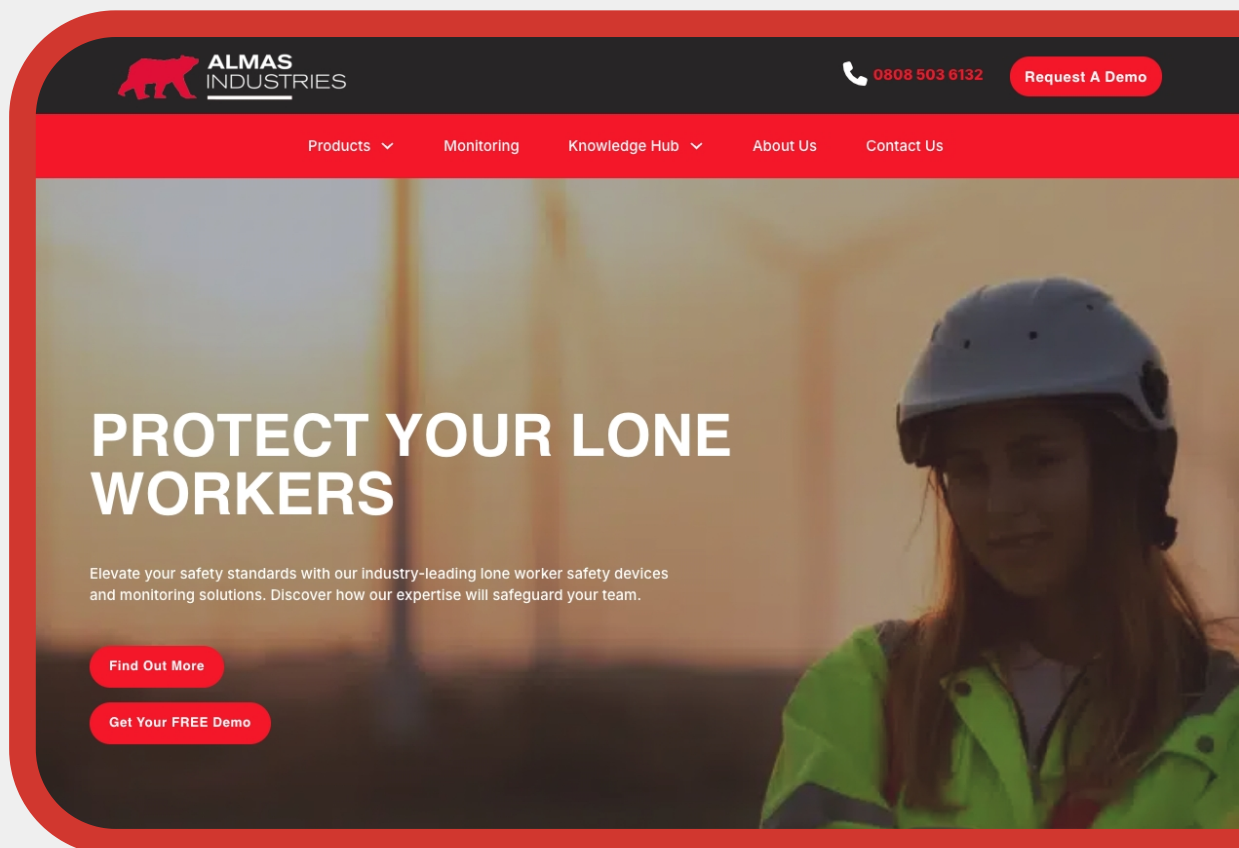 ALMAS
INDUSTRIES
0808 503 6132
Request A Demo
Products
Monitoring
Knowledge Hub
About Us
Contact Us
PROTECT YOUR LONE
WORKERS
Elevate your safety standards with our industry-leading lone worker safety devices
and monitoring solutions. Discover how our expertise will safeguard your team.
Find Out More
Get Your FREE Demo